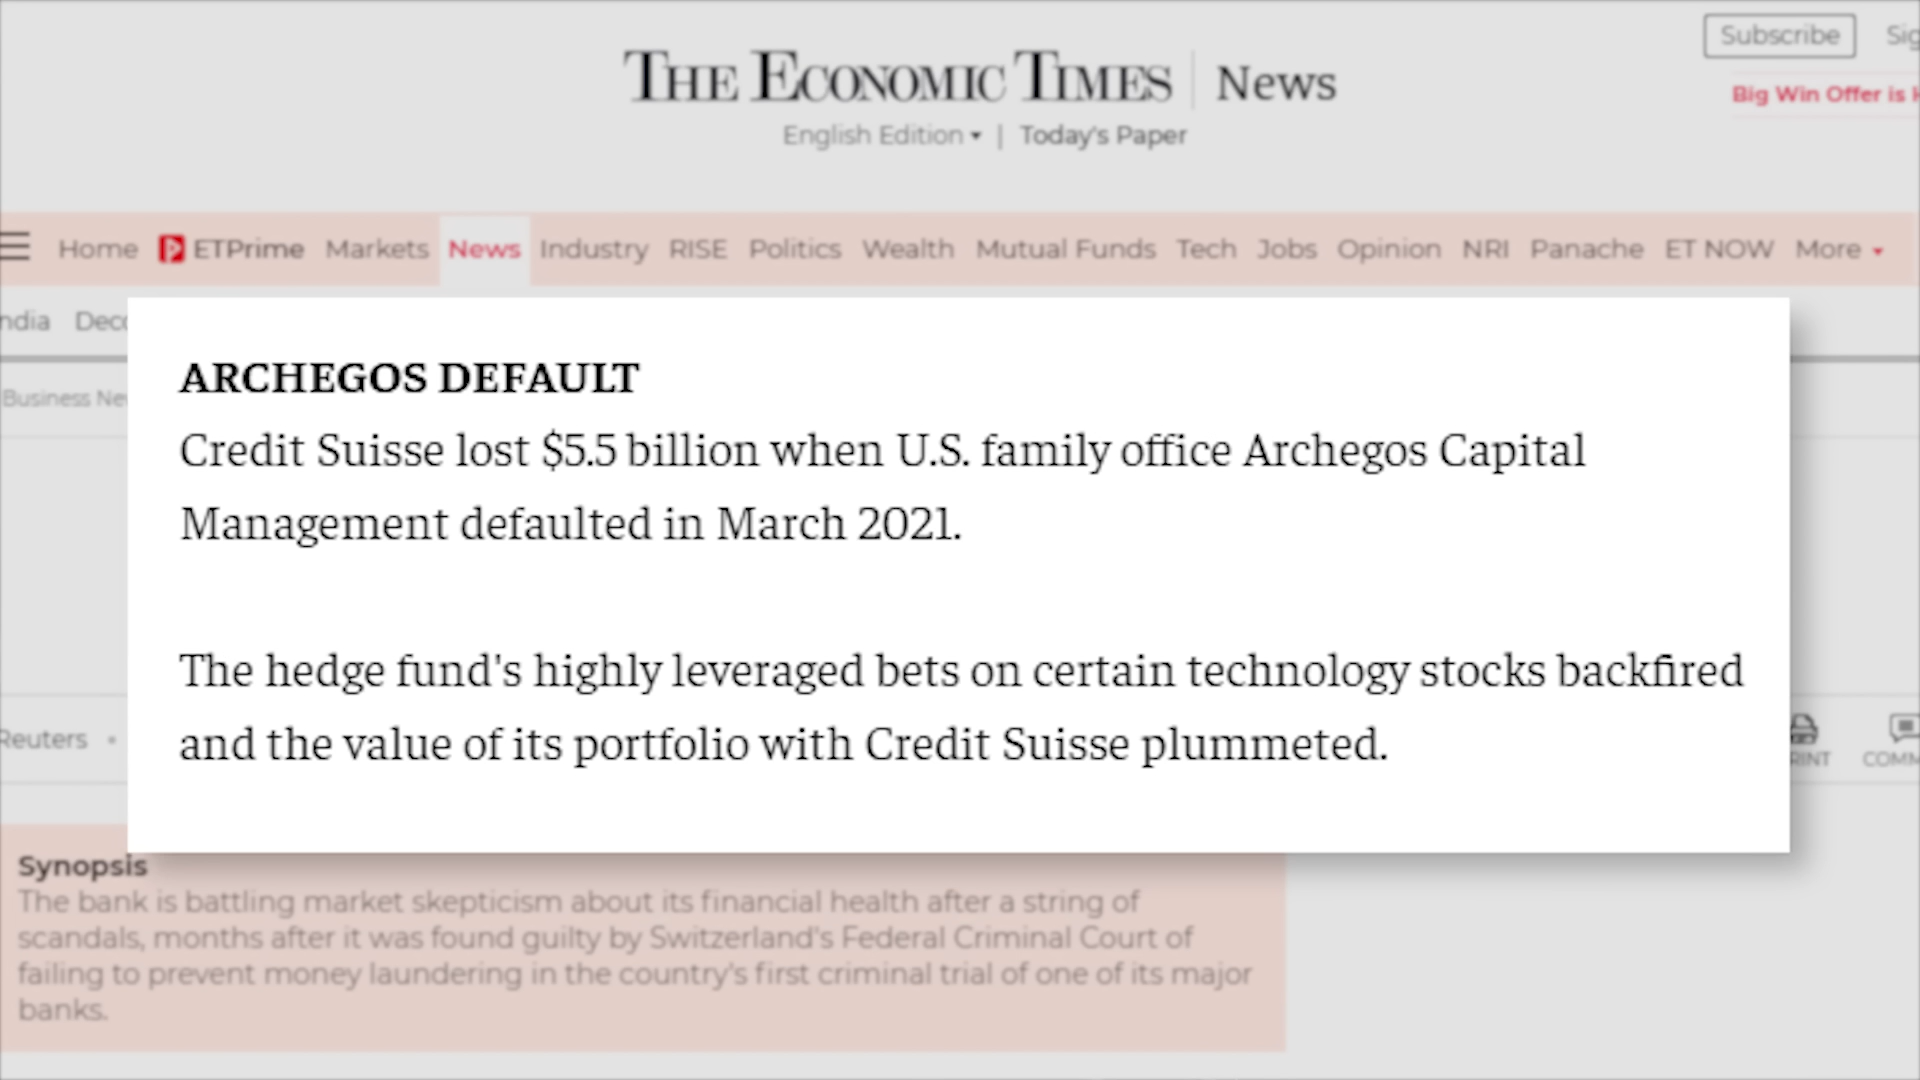 Subscribe
THE ECONOMIC TIMES | News
Big Win Offer is
English Edition | Today's Paper
Home ETPrime Markets News Industry RISE Politics Wealth Mutual Funds Tech Jobs Opinion NRI Panache ET NOW More
ARCHEGOS DEFAULT
Credit Suisse lost $5.5 billion when U.S. family office Archegos Capital
Management defaulted in March 2021.
The hedge fund's highly leveraged bets on certain technology stocks backfired
and the value of its portfolio with Credit Suisse plummeted.
Business
Reuters
Synopsis
The bank is battling market skepticism about its financial health after a string of
scandals, months after it was found guilty by Switzerland's Federal Criminal Court of
failing to prevent money laundering in the country's first criminal trial of one of its major
banks.